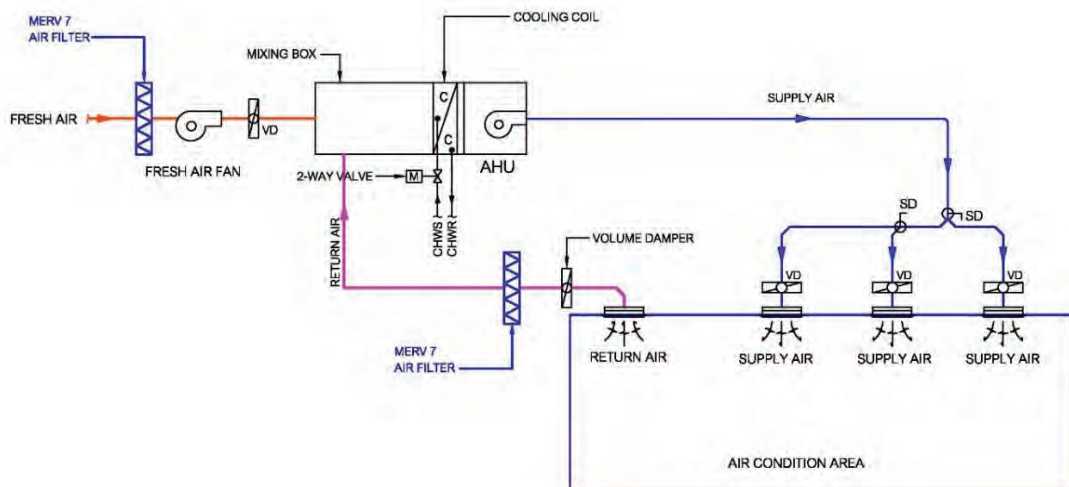 MERV 7
AIR FILTER
COOLING COIL
MIXING BOX
FRESH AIR
VD
FRESH AIR FAN
C
C
AHU
SUPPLY AIR
2-WAY VALVE
M
CHWS
CHWR
RETURN AIR
SD
SD
VOLUME DAMPER
VD
VD
VD
MERV 7
AIR FILTER
RETURN AIR
SUPPLY AIR
SUPPLY AIR
SUPPLY AIR
AIR CONDITION AREA